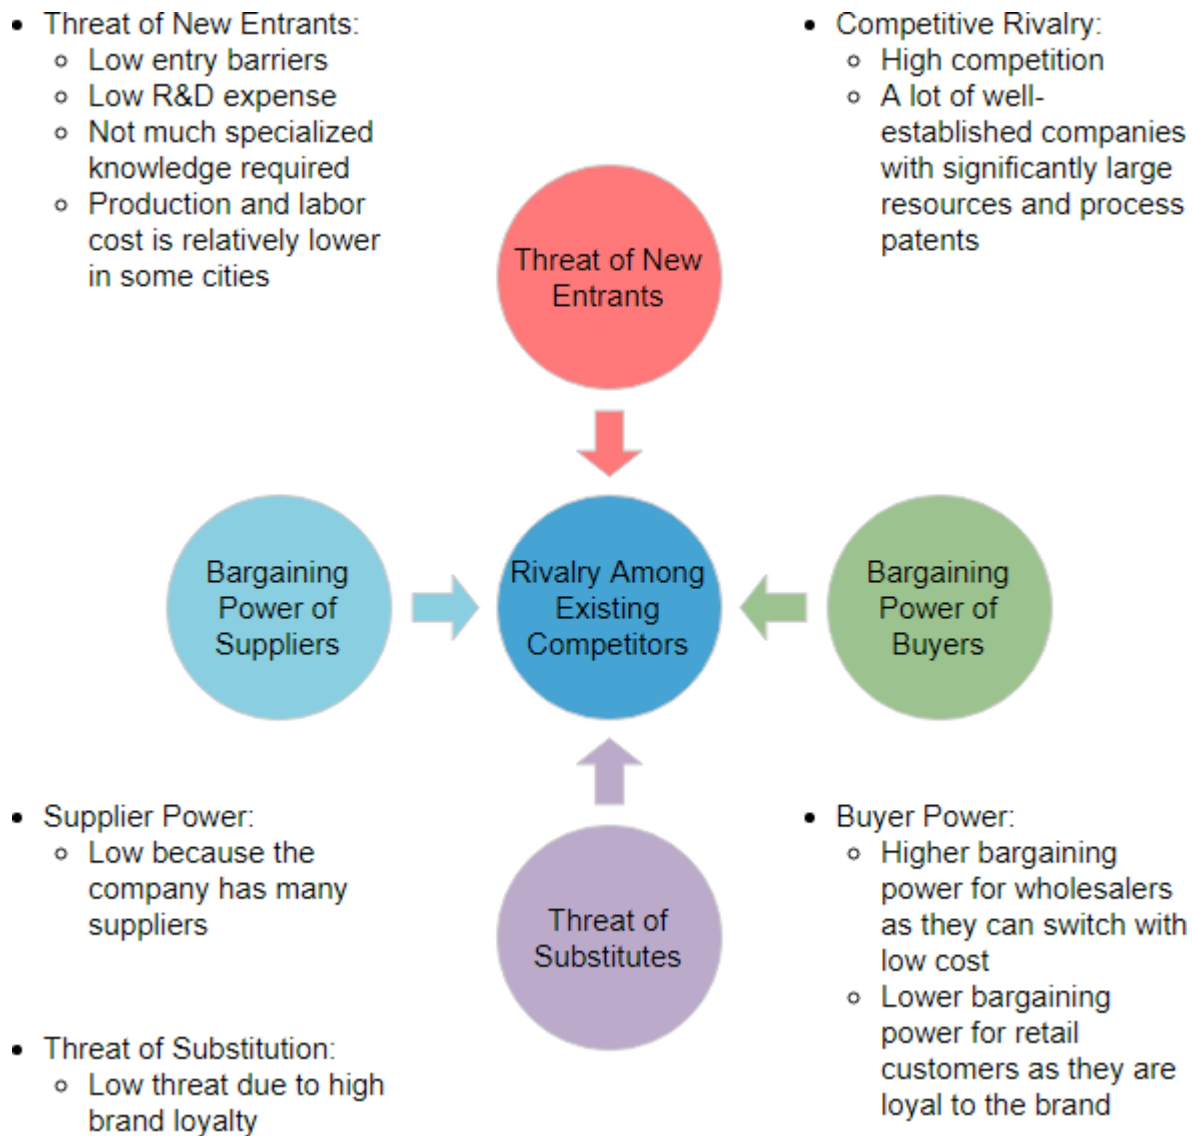 • Threat of New Entrants:
◦ Low entry barriers
◦ Low R&D expense
◦ Not much specialized
knowledge required
◦ Production and labor
cost is relatively lower
in some cities
• Competitive Rivalry:
◦ High competition
◦ A lot of well-
established companies
with significantly large
resources and process
patents
Threat of New
Entrants
Bargaining
Power of
Suppliers
Rivalry Among
Existing
Competitors
Bargaining
Power of
Buyers
Threat of
Substitutes
• Supplier Power:
◦ Low because the
company has many
suppliers
• Threat of Substitution:
◦ Low threat due to high
brand loyalty
• Buyer Power:
◦ Higher bargaining
power for wholesalers
as they can switch with
low cost
◦ Lower bargaining
power for retail
customers as they are
loyal to the brand